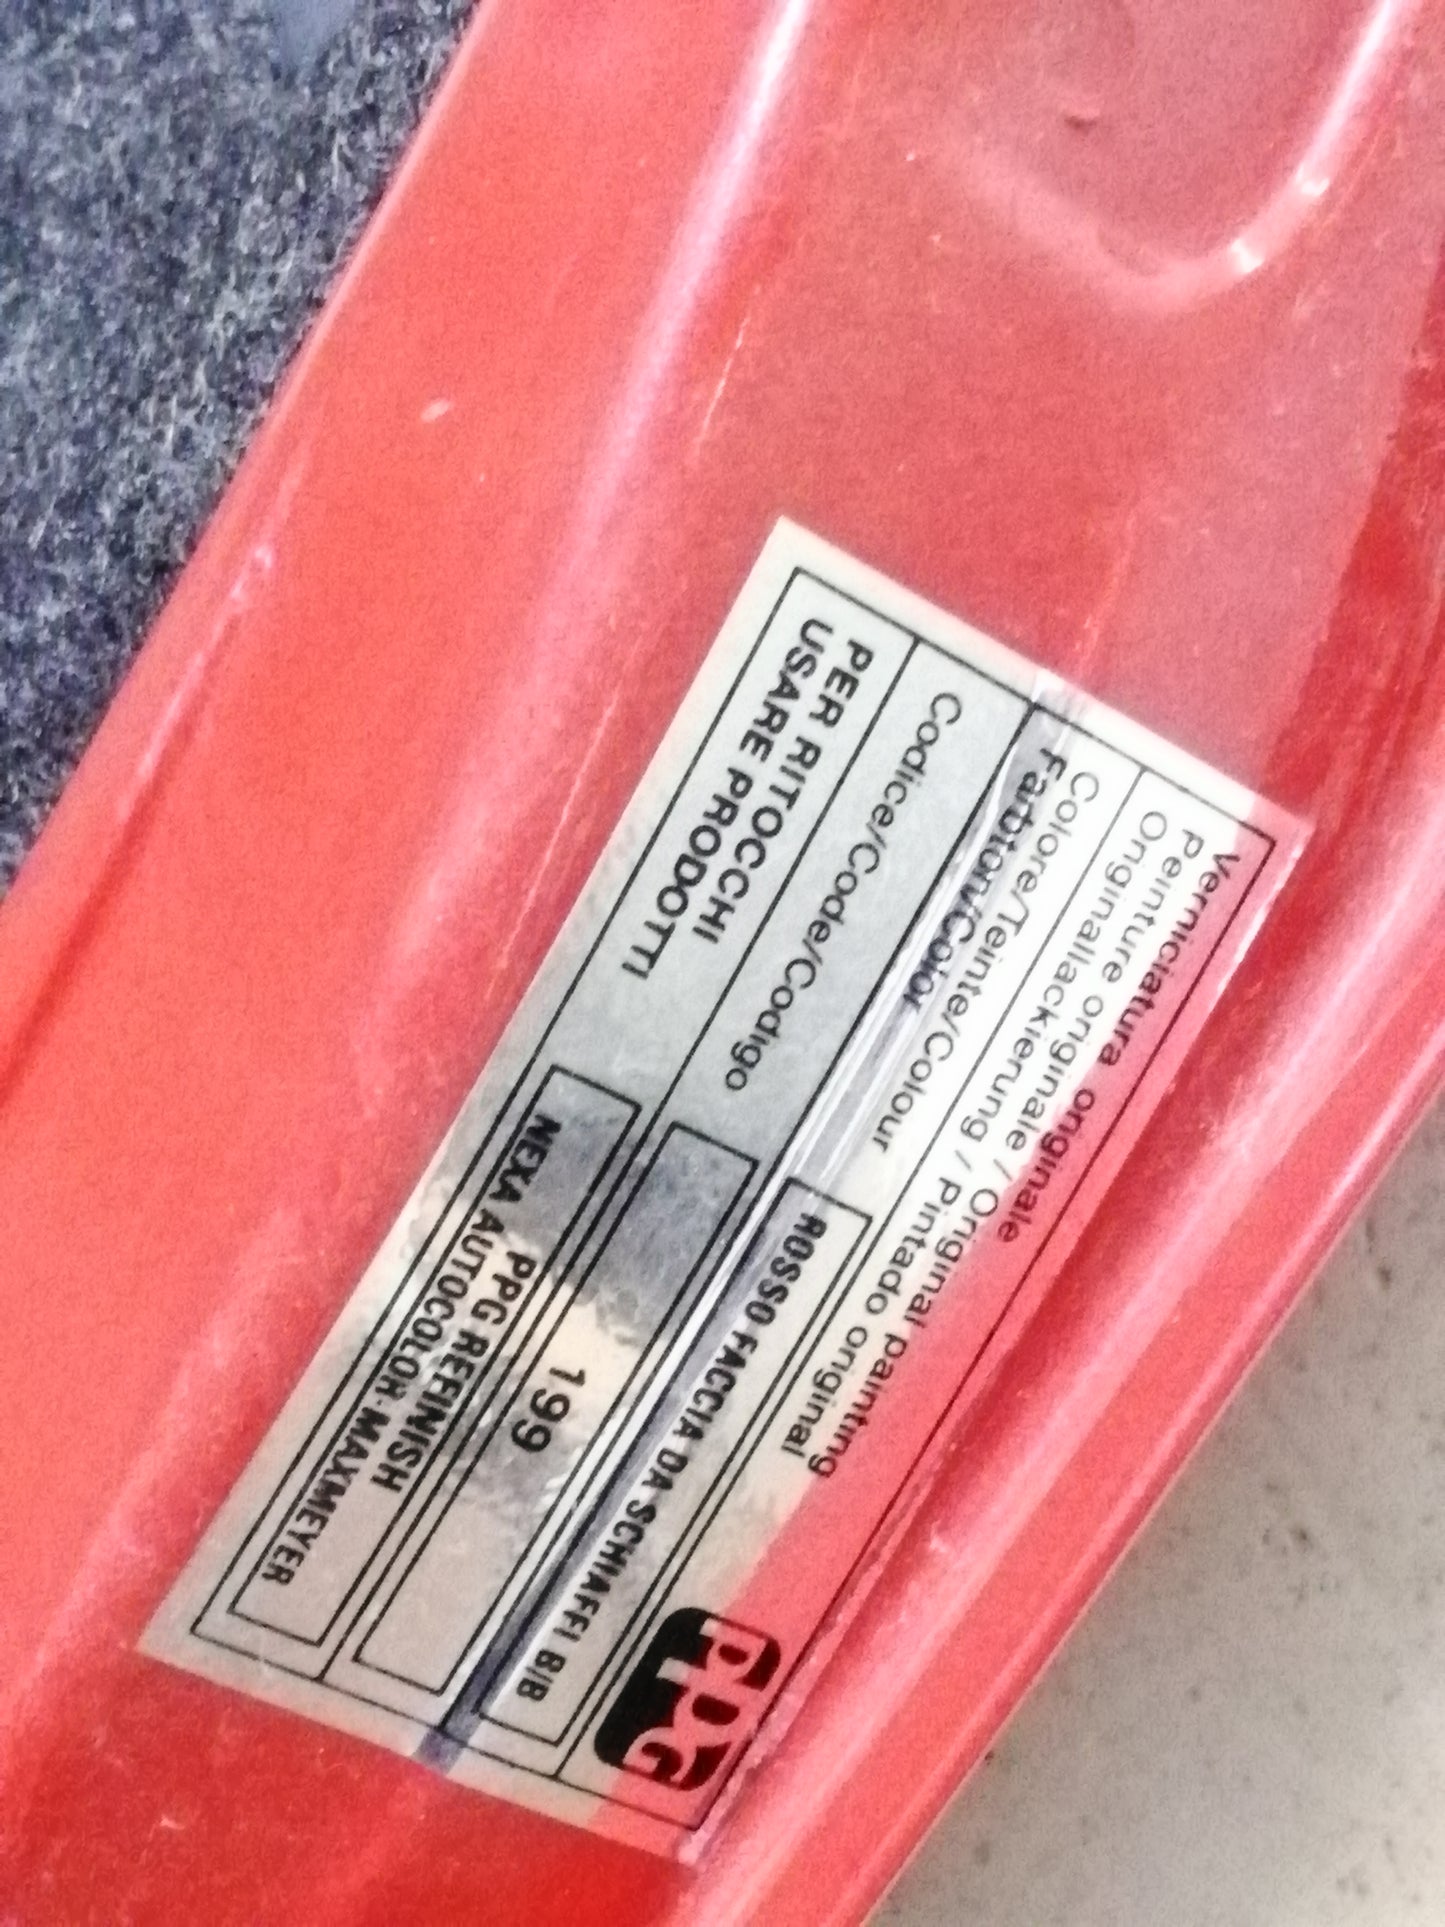 Verniciatura originale
Peinture originale / Original painting
Originallackierung / Pintado original
PPG
Colore/Teinte/Colour
Farbton/Color
ROSSO FACCIA DA SCHIAFFI B/B
Codice/Code/Codigo
199
PER RITOCCHI
USARE PRODOTTI
PPG REFINISH
NEXA AUTOCOLOR-MAXMEYER